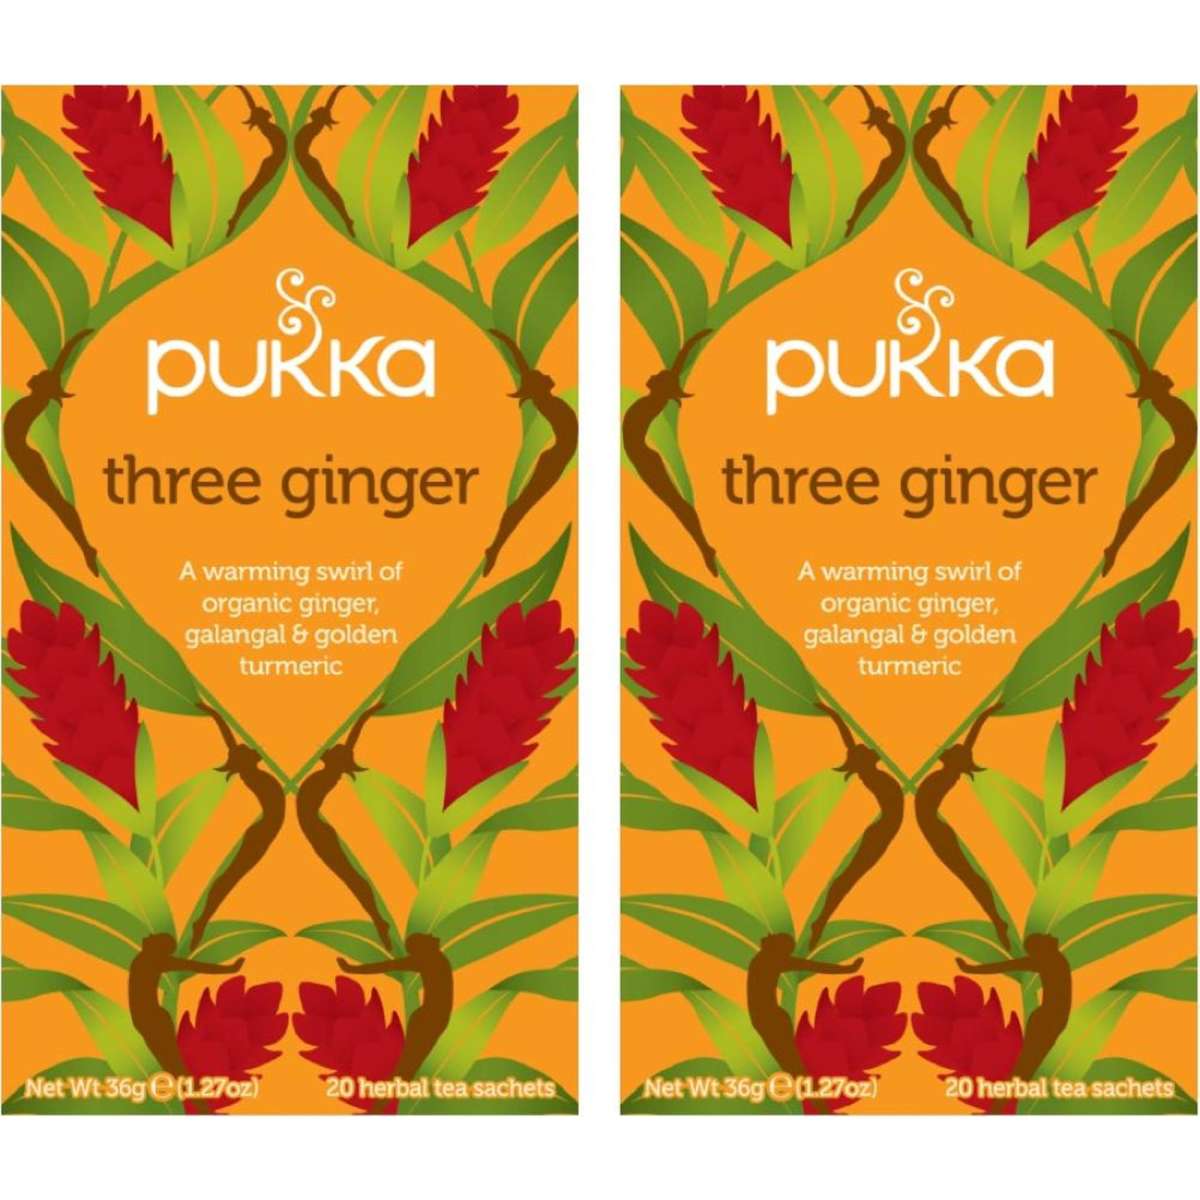 pukka
three ginger
A warming swirl of
organic ginger,
galangal & golden
turmeric
Net Wt 36g ℮ (1.27oz) 20 herbal tea sachets
pukka
three ginger
A warming swirl of
organic ginger,
galangal & golden
turmeric
Net Wt 36g ℮ (1.27oz) 20 herbal tea sachets